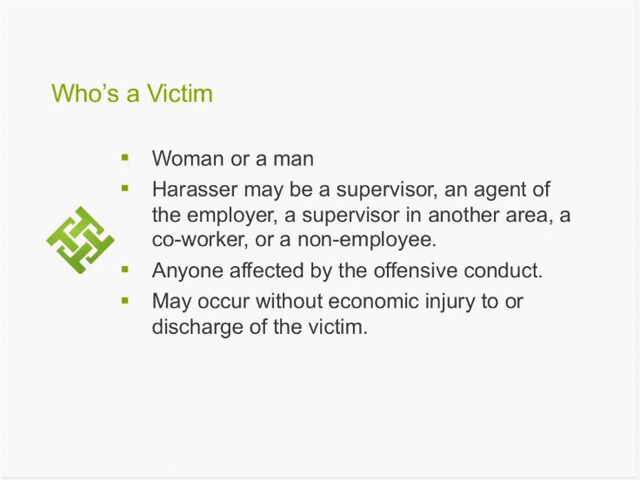 Who’s a Victim
▪ Woman or a man
▪ Harasser may be a supervisor, an agent of
the employer, a supervisor in another area, a
co-worker, or a non-employee.
▪ Anyone affected by the offensive conduct.
▪ May occur without economic injury to or
discharge of the victim.